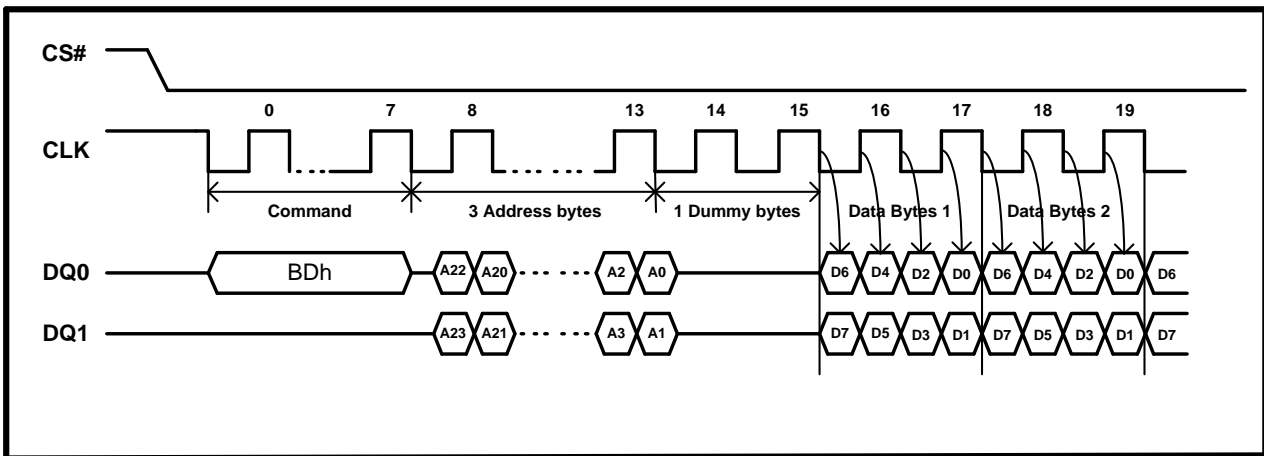 CS#
0 7 8 13 14 15 16 17 18 19
CLK
Command 3 Address bytes 1 Dummy bytes Data Bytes 1 Data Bytes 2
DQ0 BDh A22 A20 A2 A0 D6 D4 D2 D0 D6 D4 D2 D0 D6
DQ1 A23 A21 A3 A1 D7 D5 D3 D1 D7 D5 D3 D1 D7